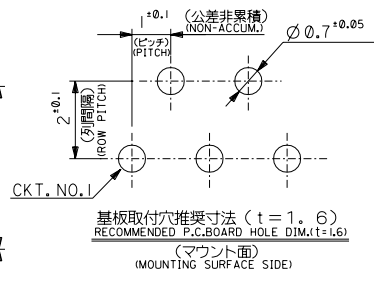 1±0.1 (公差非累積)
(NON-ACCUM.)
(ピッチ)
(PITCH)
Ø0.7±0.05
2±0.1
(列間隔)
(ROW PITCH)
CKT. NO.1
基板取付穴推奨寸法 (t=1.6)
RECOMMENDED P.C.BOARD HOLE DIM.(t=1.6)
(マウント面)
(MOUNTING SURFACE SIDE)